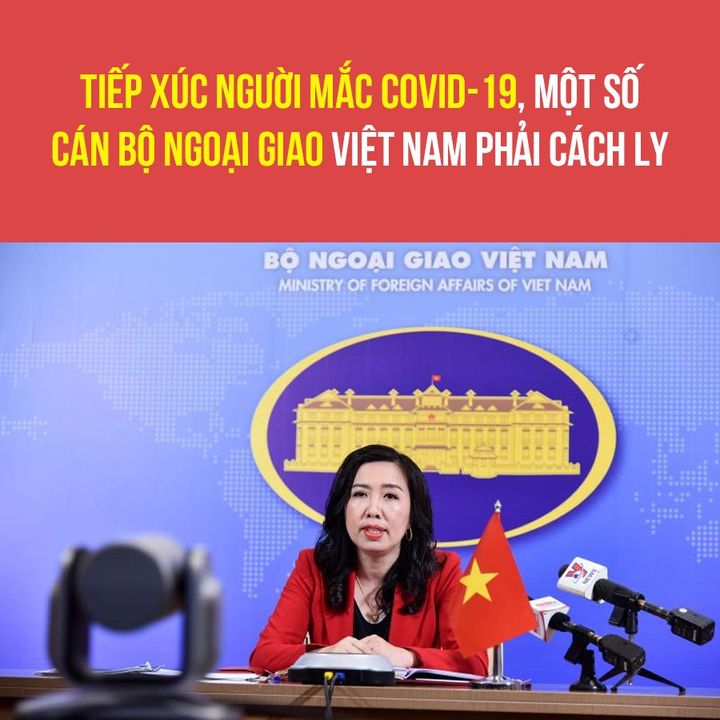 TIẾP XÚC NGƯỜI MẮC COVID-19, MỘT SỐ
CÁN BỘ NGOẠI GIAO VIỆT NAM PHẢI CÁCH LY
BỘ NGOẠI GIAO VIỆT NAM
MINISTRY OF FOREIGN AFFAIRS OF VIET NAM
NEWS